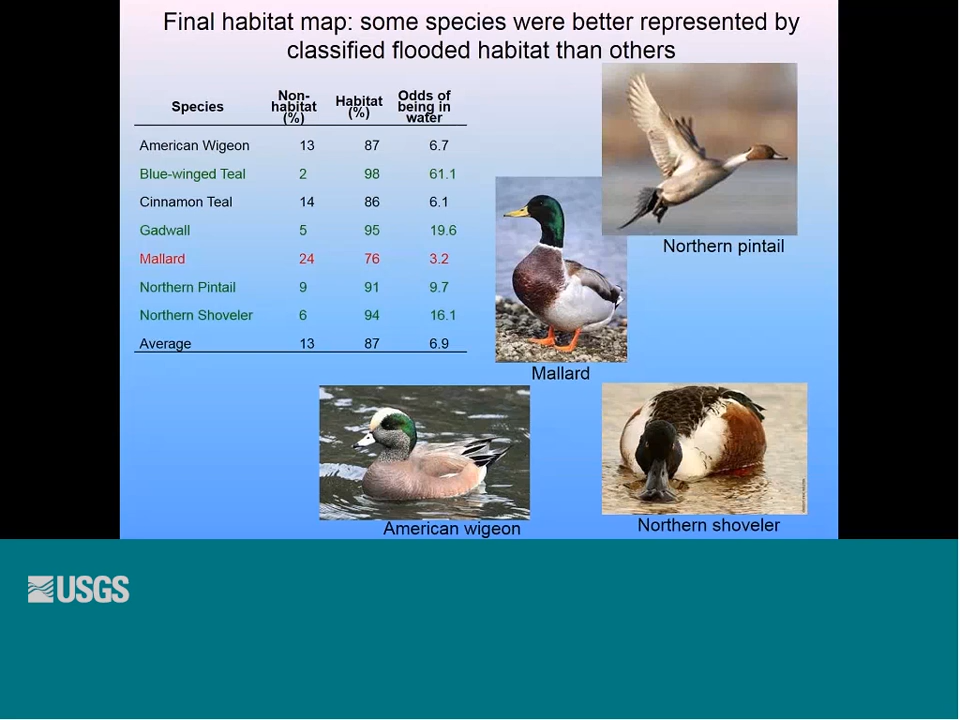 Final habitat map: some species were better represented by
classified flooded habitat than others
Species Non-habitat (%) Habitat (%) Odds of being in water
American Wigeon 13 87 6.7
Blue-winged Teal 2 98 61.1
Cinnamon Teal 14 86 6.1
Gadwall 5 95 19.6
Mallard 24 76 3.2
Northern Pintail 9 91 9.7
Northern Shoveler 6 94 16.1
Average 13 87 6.9
Northern pintail
Mallard
American wigeon
Northern shoveler
USGS